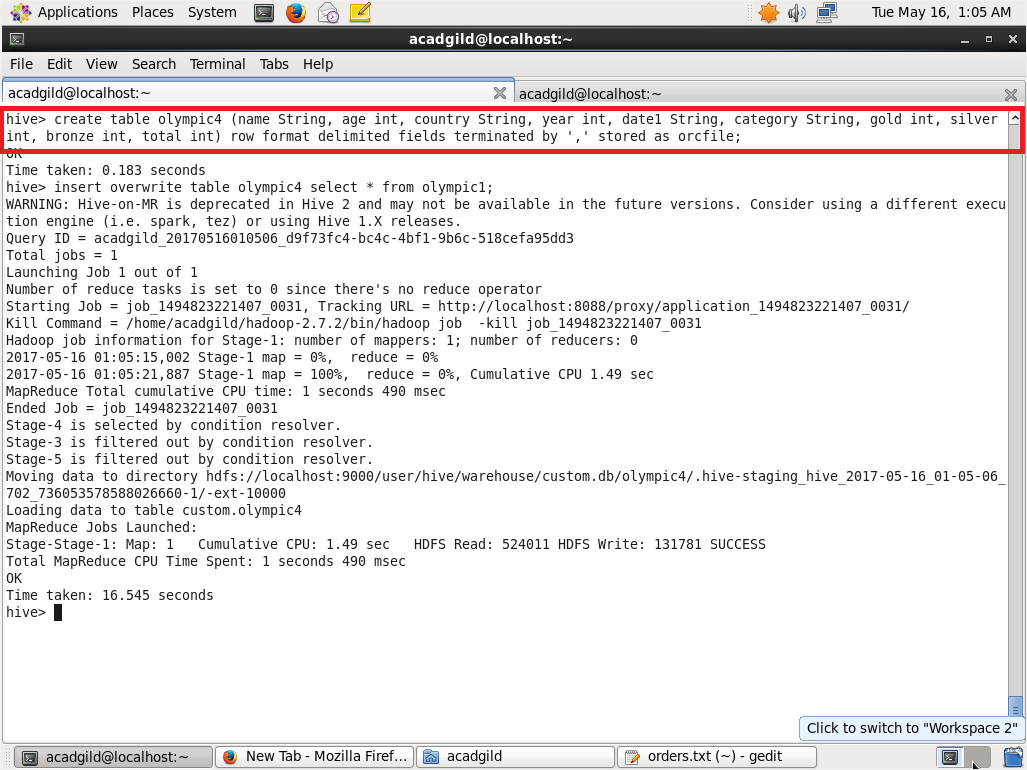 Applications Places System Tue May 16, 1:05 AM
acadgild@localhost:~
File Edit View Search Terminal Tabs Help
acadgild@localhost:~ acadgild@localhost:~
hive> create table olympic4 (name String, age int, country String, year int, date1 String, category String, gold int, silver
int, bronze int, total int) row format delimited fields terminated by ',' stored as orcfile;
OK
Time taken: 0.183 seconds
hive> insert overwrite table olympic4 select * from olympic1;
WARNING: Hive-on-MR is deprecated in Hive 2 and may not be available in the future versions. Consider using a different execu
tion engine (i.e. spark, tez) or using Hive 1.X releases.
Query ID = acadgild_20170516010506_d9f73fc4-bc4c-4bf1-9b6c-518cefa95dd3
Total jobs = 1
Launching Job 1 out of 1
Number of reduce tasks is set to 0 since there's no reduce operator
Starting Job = job_1494823221407_0031, Tracking URL = http://localhost:8088/proxy/application_1494823221407_0031/
Kill Command = /home/acadgild/hadoop-2.7.2/bin/hadoop job  -kill job_1494823221407_0031
Hadoop job information for Stage-1: number of mappers: 1; number of reducers: 0
2017-05-16 01:05:15,002 Stage-1 map = 0%,  reduce = 0%
2017-05-16 01:05:21,887 Stage-1 map = 100%,  reduce = 0%, Cumulative CPU 1.49 sec
MapReduce Total cumulative CPU time: 1 seconds 490 msec
Ended Job = job_1494823221407_0031
Stage-4 is selected by condition resolver.
Stage-3 is filtered out by condition resolver.
Stage-5 is filtered out by condition resolver.
Moving data to directory hdfs://localhost:9000/user/hive/warehouse/custom.db/olympic4/.hive-staging_hive_2017-05-16_01-05-06_
702_736053578588026660-1/-ext-10000
Loading data to table custom.olympic4
MapReduce Jobs Launched:
Stage-Stage-1: Map: 1   Cumulative CPU: 1.49 sec   HDFS Read: 524011 HDFS Write: 131781 SUCCESS
Total MapReduce CPU Time Spent: 1 seconds 490 msec
OK
Time taken: 16.545 seconds
hive>
Click to switch to "Workspace 2"
acadgild@localhost:~ New Tab - Mozilla Firef... acadgild orders.txt (~) - gedit